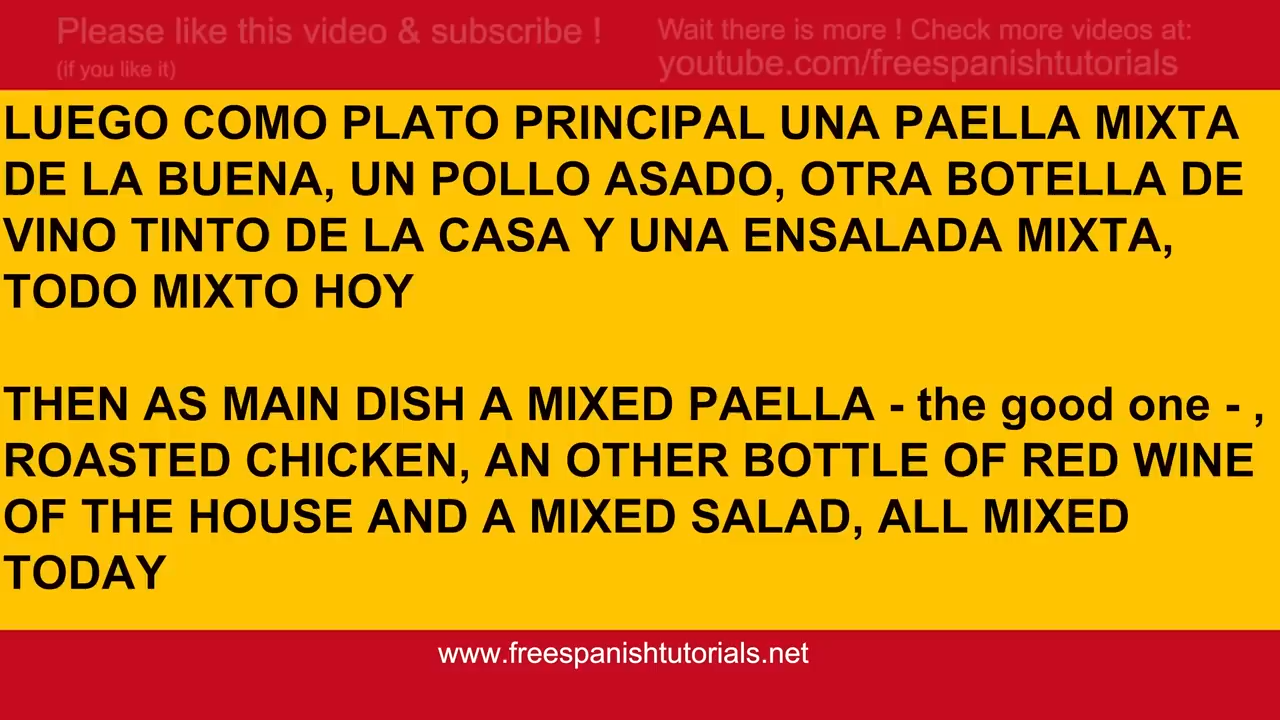 Please like this video & subscribe !
(if you like it)
Wait there is more ! Check more videos at:
youtube.com/freespanishtutorials
LUEGO COMO PLATO PRINCIPAL UNA PAELLA MIXTA
DE LA BUENA, UN POLLO ASADO, OTRA BOTELLA DE
VINO TINTO DE LA CASA Y UNA ENSALADA MIXTA,
TODO MIXTO HOY
THEN AS MAIN DISH A MIXED PAELLA - the good one - ,
ROASTED CHICKEN, AN OTHER BOTTLE OF RED WINE
OF THE HOUSE AND A MIXED SALAD, ALL MIXED
TODAY
www.freespanishtutorials.net